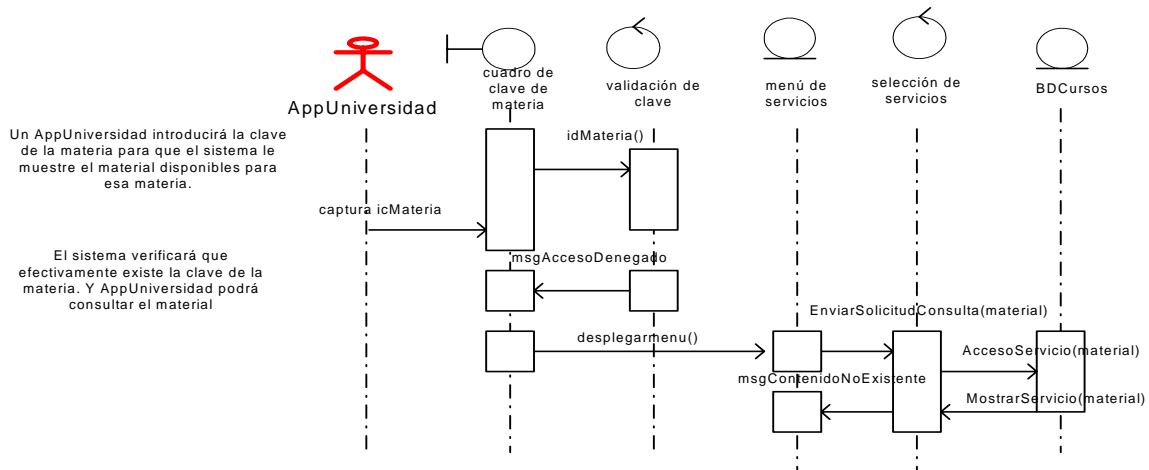 AppUniversidad
cuadro de
clave de
materia
validación de
clave
menú de
servicios
selección de
servicios
BDCursos
Un AppUniversidad introducirá la clave
de la materia para que el sistema le
muestre el material disponibles para
esa materia.
idMateria()
captura icMateria
El sistema verificará que
efectivamente existe la clave de la
materia. Y AppUniversidad podrá
consultar el material
msgAccesoDenegado
EnviarSolicitudConsulta(material)
desplegarmenu()
AccesoServicio(material)
msgContenidoNoExistente
MostrarServicio(material)